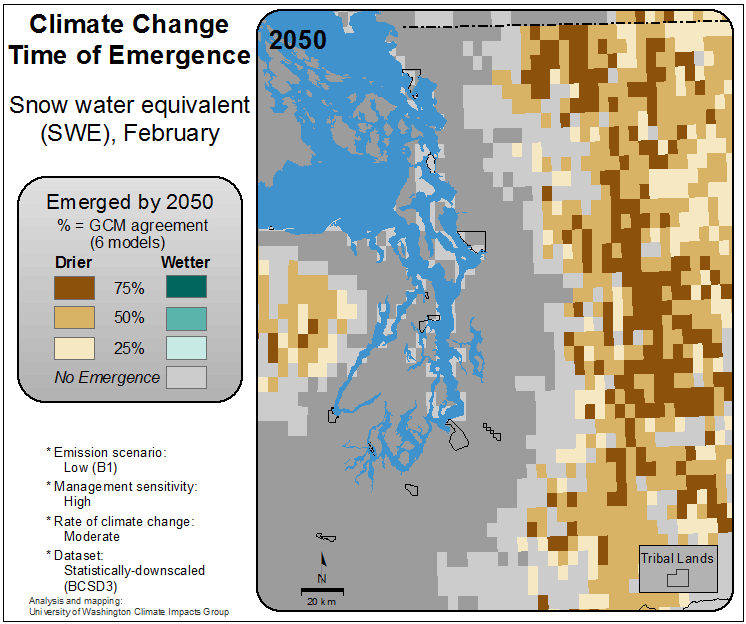 Climate Change
Time of Emergence
Snow water equivalent
(SWE), February
Emerged by 2050
% = GCM agreement
(6 models)
Drier Wetter
75%
50%
25%
No Emergence
* Emission scenario:
Low (B1)
* Management sensitivity:
High
* Rate of climate change:
Moderate
* Dataset:
Statistically-downscaled
(BCSD3)
Analysis and mapping:
University of Washington Climate Impacts Group
2050
N
20 km
Tribal Lands